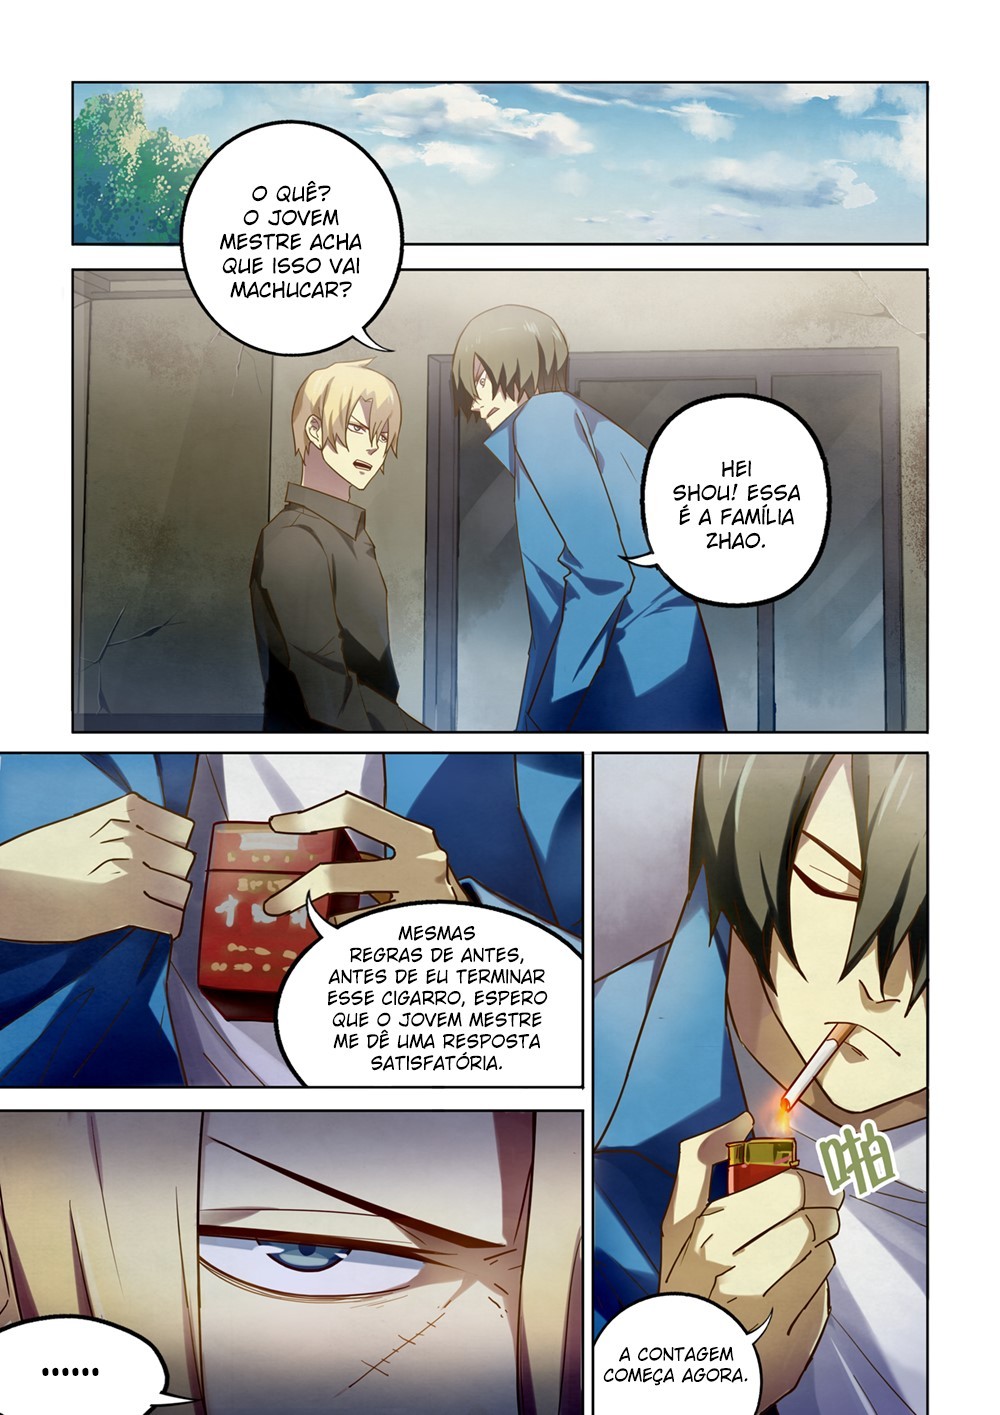 O QUÊ?
O JOVEM
MESTRE ACHA
QUE ISSO VAI
MACHUCAR?
HEI
SHOU! ESSA
É A FAMÍLIA
ZHAO.
MESMAS
REGRAS DE ANTES,
ANTES DE EU TERMINAR
ESSE CIGARRO, ESPERO
QUE O JOVEM MESTRE
ME DÊ UMA RESPOSTA
SATISFATÓRIA.
啪
......
A CONTAGEM
COMEÇA AGORA.